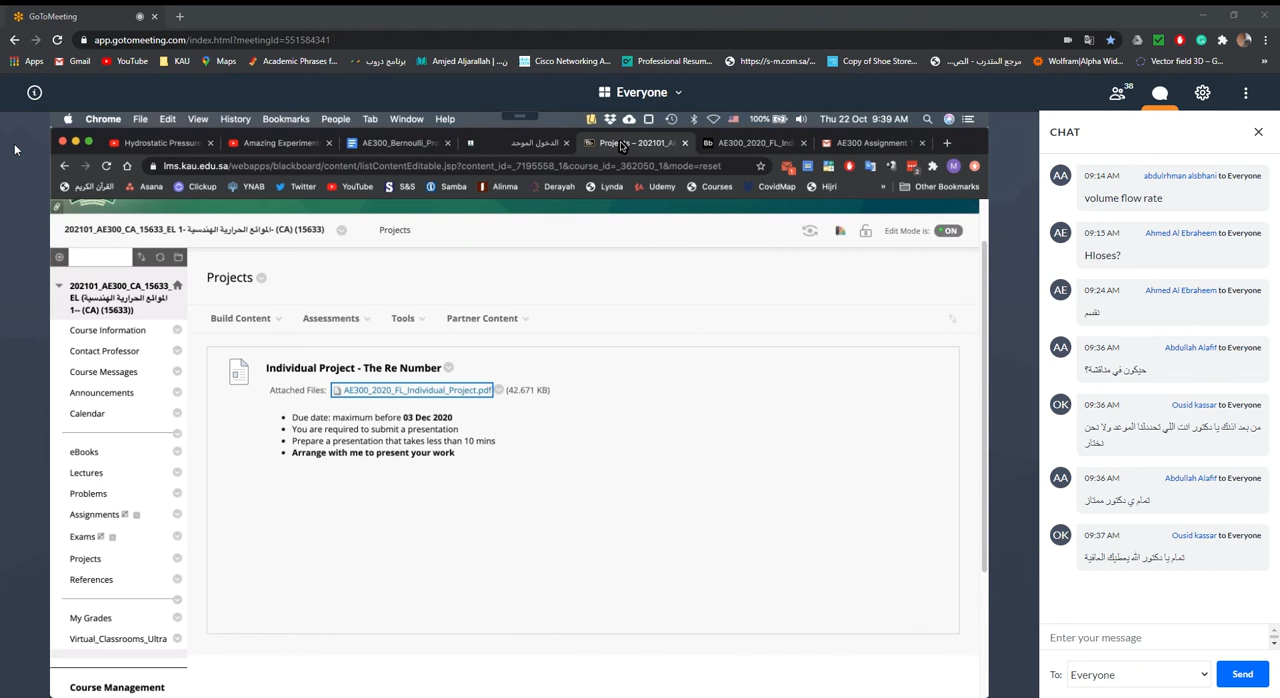 GoToMeeting
app.gotomeeting.com/index.html?meetingId=551584341
Apps
Gmail
YouTube
KAU
Maps
Academic Phrases f...
برنامج دروب
Amjed Aljarallah | ...ن
Cisco Networking A...
Professional Resum...
https://s-m.com.sa/...
Copy of Shoe Store...
مرجع المتدرب - الص...
Wolfram|Alpha Wid...
Vector field 3D – G...
Everyone
38
Chrome File Edit View History Bookmarks People Tab Window Help
100%
Thu 22 Oct 9:39 AM
Hydrostatic Pressure
Amazing Experiment
AE300_Bernoulli_Pr
الدخول الموحد
Projects – 202101_A
AE300_2020_FL_Ind
AE300 Assignment 1
lms.kau.edu.sa/webapps/blackboard/content/listContentEditable.jsp?content_id=_7195558_1&course_id=_362050_1&mode=reset
القرآن الكريم
Asana
Clickup
YNAB
Twitter
YouTube
S&S
Samba
Alinma
Derayah
Lynda
Udemy
Courses
CovidMap
Hijri
Other Bookmarks
202101_AE300_CA_15633_EL 1- الموائع الحرارية الهندسية- (CA) (15633)
Projects
Edit Mode is: ON
202101_AE300_CA_15633_
EL (الموائع الحرارية الهندسية
1-- (CA) (15633))
Course Information
Contact Professor
Course Messages
Announcements
Calendar
eBooks
Lectures
Problems
Assignments
Exams
Projects
References
My Grades
Virtual_Classrooms_Ultra
Course Management
Projects
Build Content
Assessments
Tools
Partner Content
Individual Project - The Re Number
Attached Files: AE300_2020_FL_Individual_Project.pdf (42.671 KB)
Due date: maximum before 03 Dec 2020
You are required to submit a presentation
Prepare a presentation that takes less than 10 mins
Arrange with me to present your work
CHAT
AA 09:14 AM abdulrhman alsbhani to Everyone
volume flow rate
AE 09:15 AM Ahmed Al Ebraheem to Everyone
Hloses?
AE 09:24 AM Ahmed Al Ebraheem to Everyone
نقسم
AA 09:36 AM Abdullah Alafif to Everyone
حيكون في مناقشة؟
OK 09:36 AM Ousid kassar to Everyone
من بعد اذنك يا دكتور انت اللي تحددلنا الموعد ولا نحن
نختار
AA 09:36 AM Abdullah Alafif to Everyone
تمام ي دكتور ممتاز
OK 09:37 AM Ousid kassar to Everyone
تمام يا دكتور الله يعطيك العافية
Enter your message
To: Everyone
Send